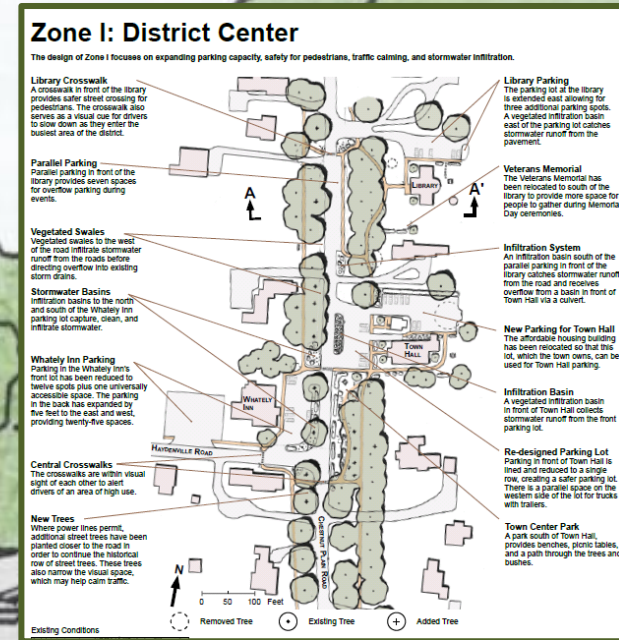 Zone I: District Center
The design of Zone I focuses on expanding parking capacity, safety for pedestrians, traffic calming, and stormwater infiltration.
Library Crosswalk
A crosswalk in front of the library
provides safer street crossing for
pedestrians. The crosswalk also
serves as a visual cue for drivers
to slow down as they enter the
busiest area of the district.
Parallel Parking
Parallel parking in front of the
library provides seven spaces
for overflow parking during
events.
Vegetated Swales
Vegetated swales to the west
of the road infiltrate stormwater
runoff from the roads before
directing overflow into existing
storm drains.
Stormwater Basins
Infiltration basins to the north
and south of the Whately Inn
parking lot capture, clean, and
infiltrate stormwater.
Whately Inn Parking
Parking in the Whately Inn's
front lot has been reduced to
twelve spots plus one universally
accessible space. The parking
in the back has expanded by
five feet to the east and west,
providing twenty-five spaces.
Central Crosswalks
The crosswalks are within visual
sight of each other to alert
drivers of an area of high use.
New Trees
Where power lines permit,
additional street trees have been
planted closer to the road in
order to continue the historical
row of street trees. These trees
also narrow the visual space,
which may help calm traffic.
A
A'
LIBRARY
TOWN
HALL
WHATELY
INN
HAYDENVILLE ROAD
CHESTNUT PLAIN ROAD
N
0 50 100 Feet
Removed Tree
Existing Tree
Added Tree
Library Parking
The parking lot at the library
is extended east allowing for
three additional parking spots.
A vegetated infiltration basin
east of the parking lot catches
stormwater runoff from the
pavement.
Veterans Memorial
The Veterans Memorial has
been relocated to south of the
library to provide more space for
people to gather during Memorial
Day ceremonies.
Infiltration System
An infiltration basin south of the
parallel parking in front of the
library catches stormwater runoff
from the road and receives
overflow from a basin in front of
Town Hall via a culvert.
New Parking for Town Hall
The affordable housing building
has been relocated so that this
lot, which the town owns, can be
used for Town Hall parking.
Infiltration Basin
A vegetated infiltration basin
in front of Town Hall collects
stormwater runoff from the front
parking lot.
Re-designed Parking Lot
Parking in front of Town Hall is
lined and reduced to a single
row, creating a safer parking lot.
There is a parallel space on the
western side of the lot for trucks
with trailers.
Town Center Park
A park south of Town Hall,
provides benches, picnic tables,
and a path through the trees and
bushes.
Existing Conditions